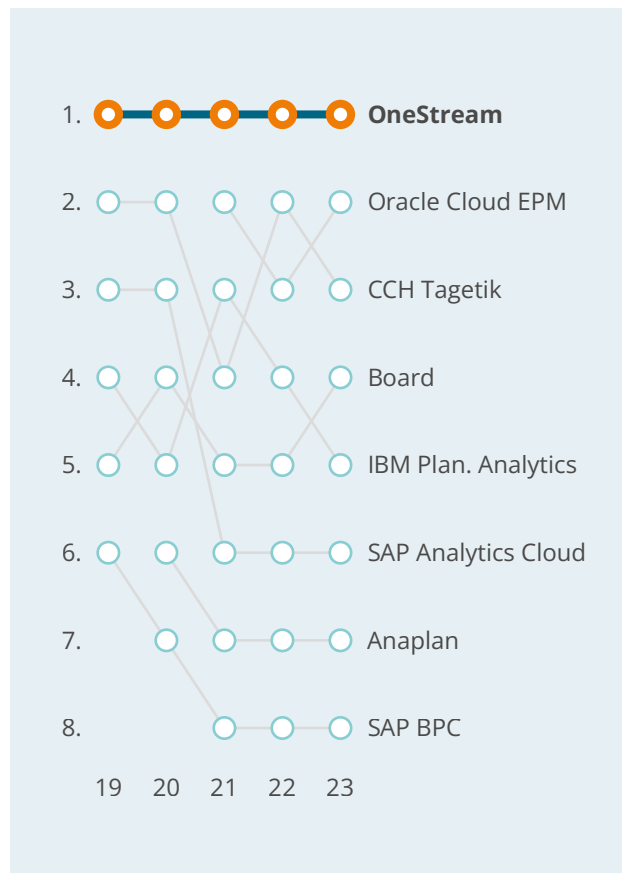 1. OneStream
2. Oracle Cloud EPM
3. CCH Tagetik
4. Board
5. IBM Plan. Analytics
6. SAP Analytics Cloud
7. Anaplan
8. SAP BPC
19 20 21 22 23